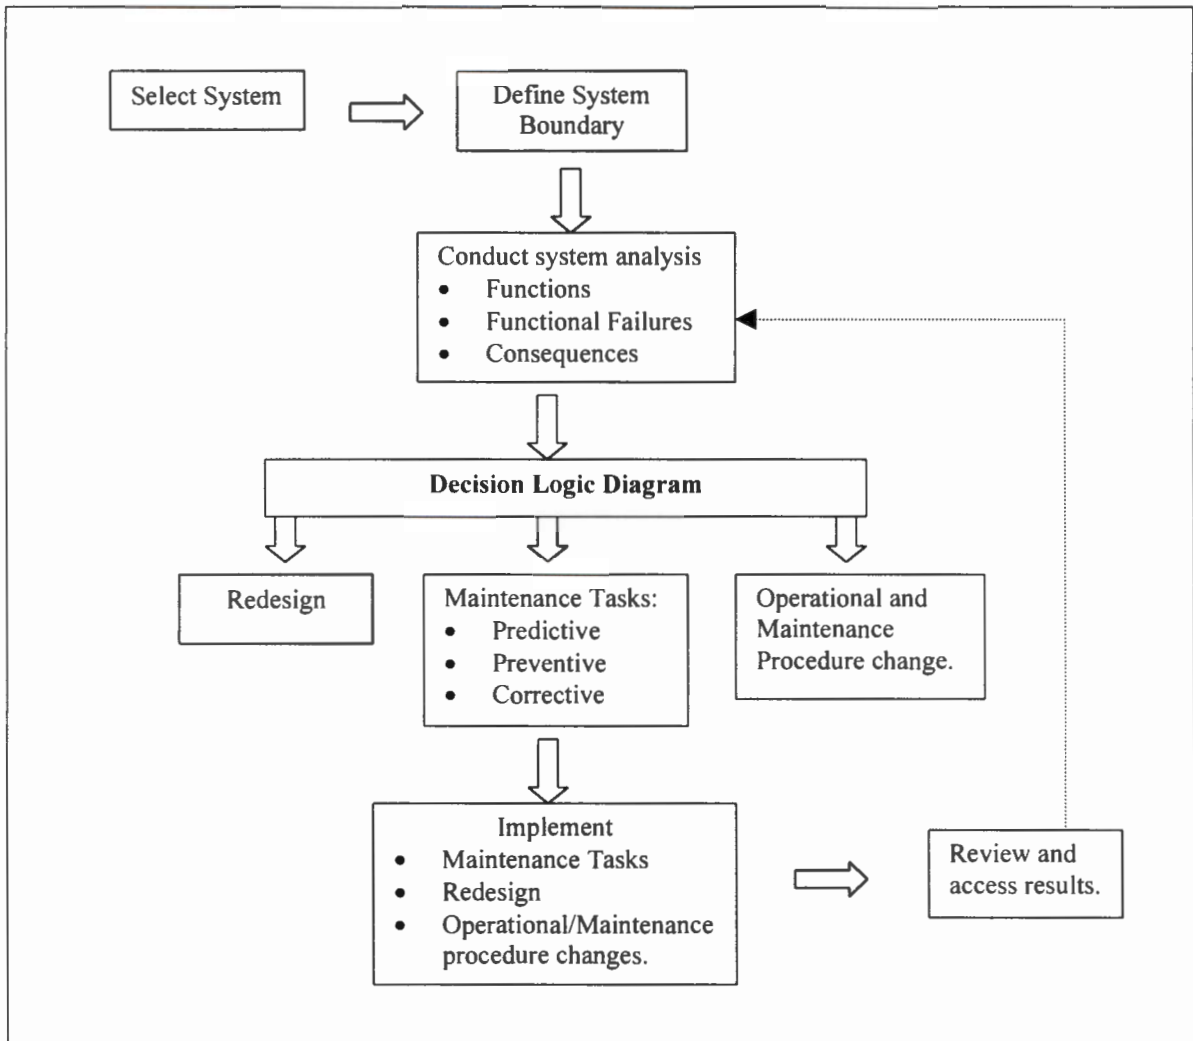 Select System
Define System
Boundary
Conduct system analysis
• Functions
• Functional Failures
• Consequences
Decision Logic Diagram
Redesign
Maintenance Tasks:
• Predictive
• Preventive
• Corrective
Operational and
Maintenance
Procedure change.
Implement
• Maintenance Tasks
• Redesign
• Operational/Maintenance
procedure changes.
Review and
access results.